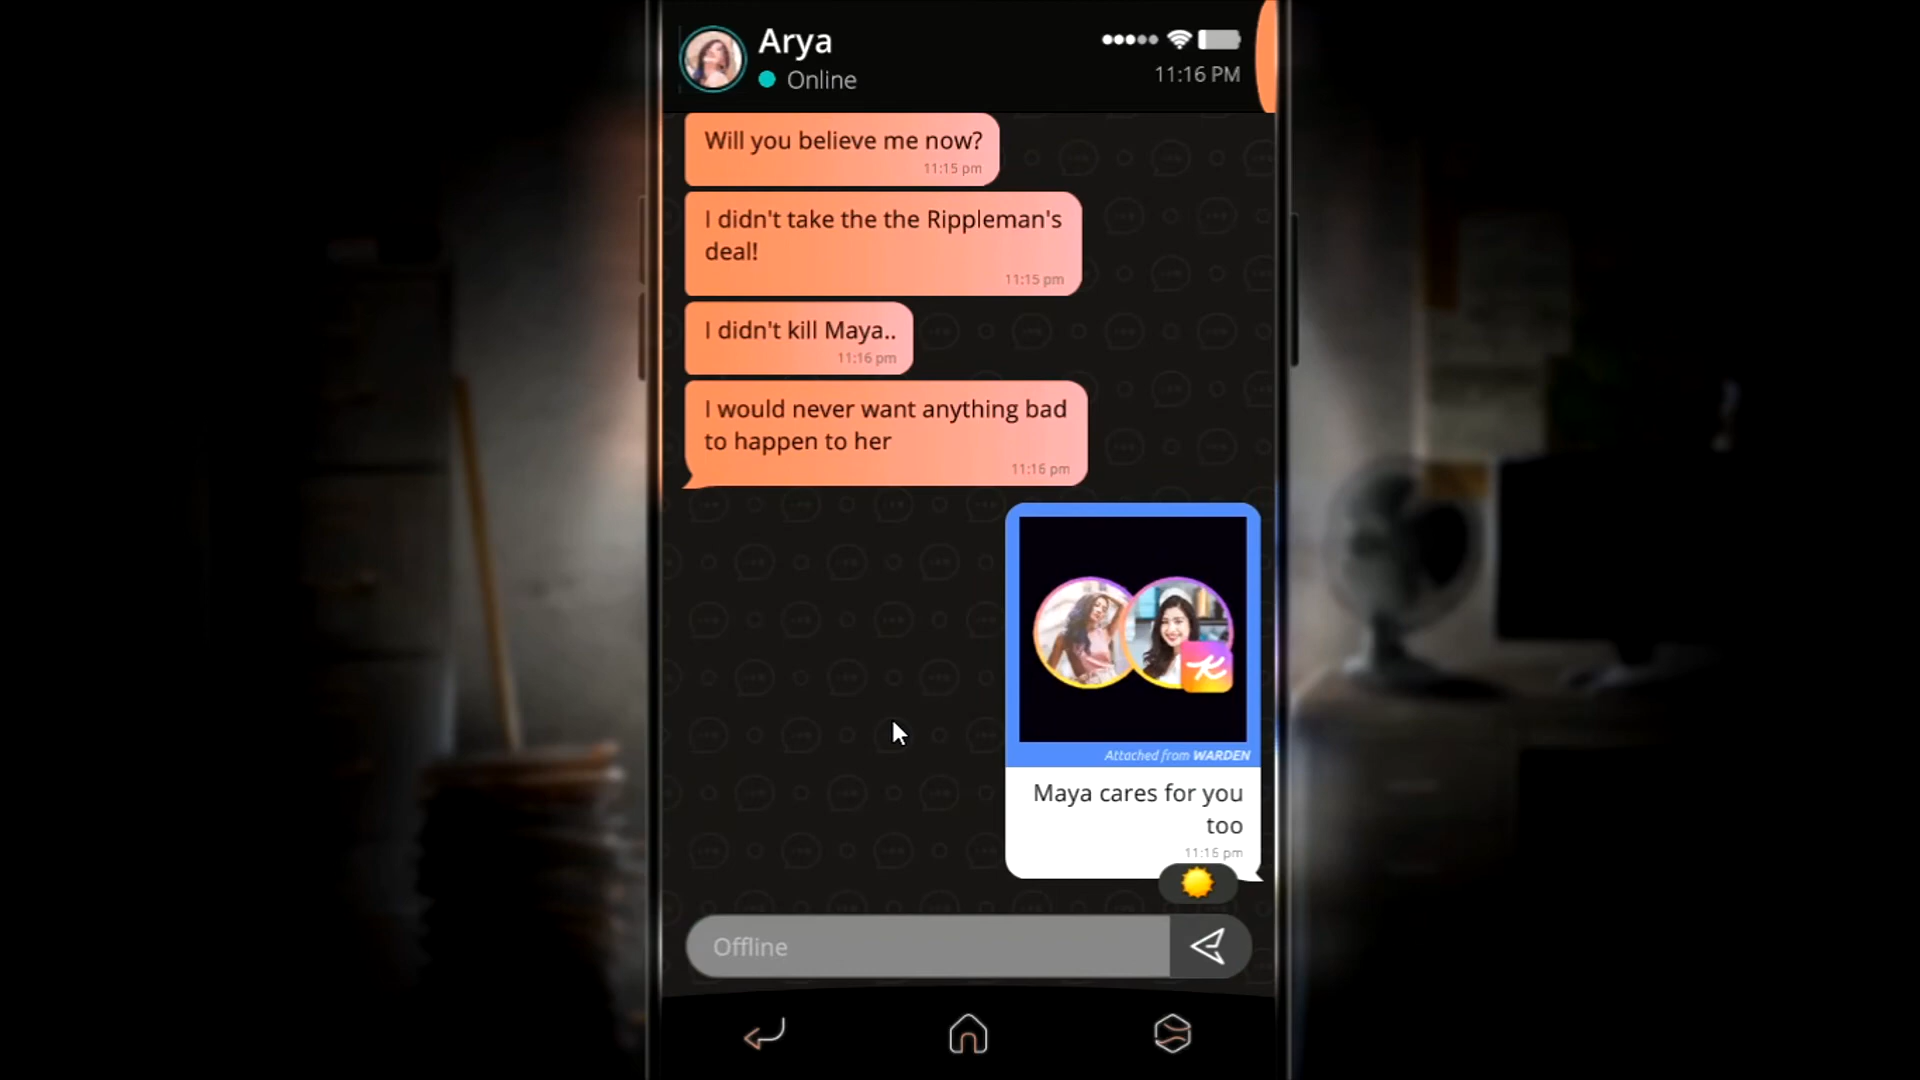 Arya
Online
11:16 PM
Will you believe me now?
11:15 pm
I didn't take the the Rippleman's
deal!
11:15 pm
I didn't kill Maya..
11:16 pm
I would never want anything bad
to happen to her
11:16 pm
Attached from WARDEN
Maya cares for you
too
11:16 pm
Offline